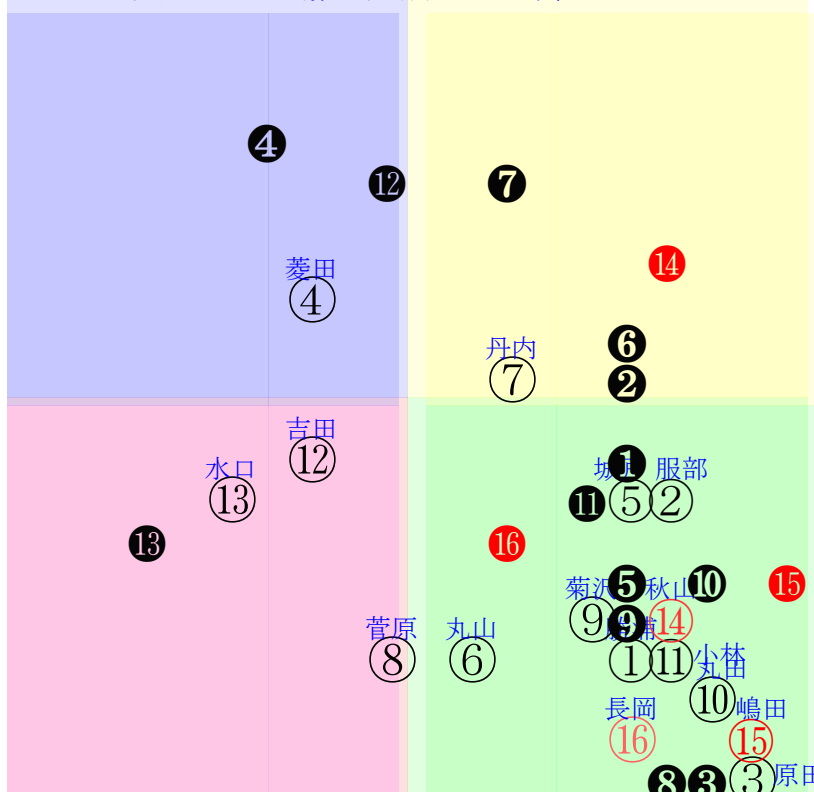 ❹
⓬ ❼
⓮
菱田
④
❻
丹内
⑦ ❷
吉田
⑫
水口
⑬
❶
服部
⓫ ⑤ ②
⓭ ⓰
❺ ❿ ⓯
菊沢 秋山
⑨ ❾ ⑭
菅原 丸山
⑧ ⑥ ① ⑪
小林
丸田
⑩
長岡 嶋田
⑯ ⑮
❽ ❸ ③ 原田